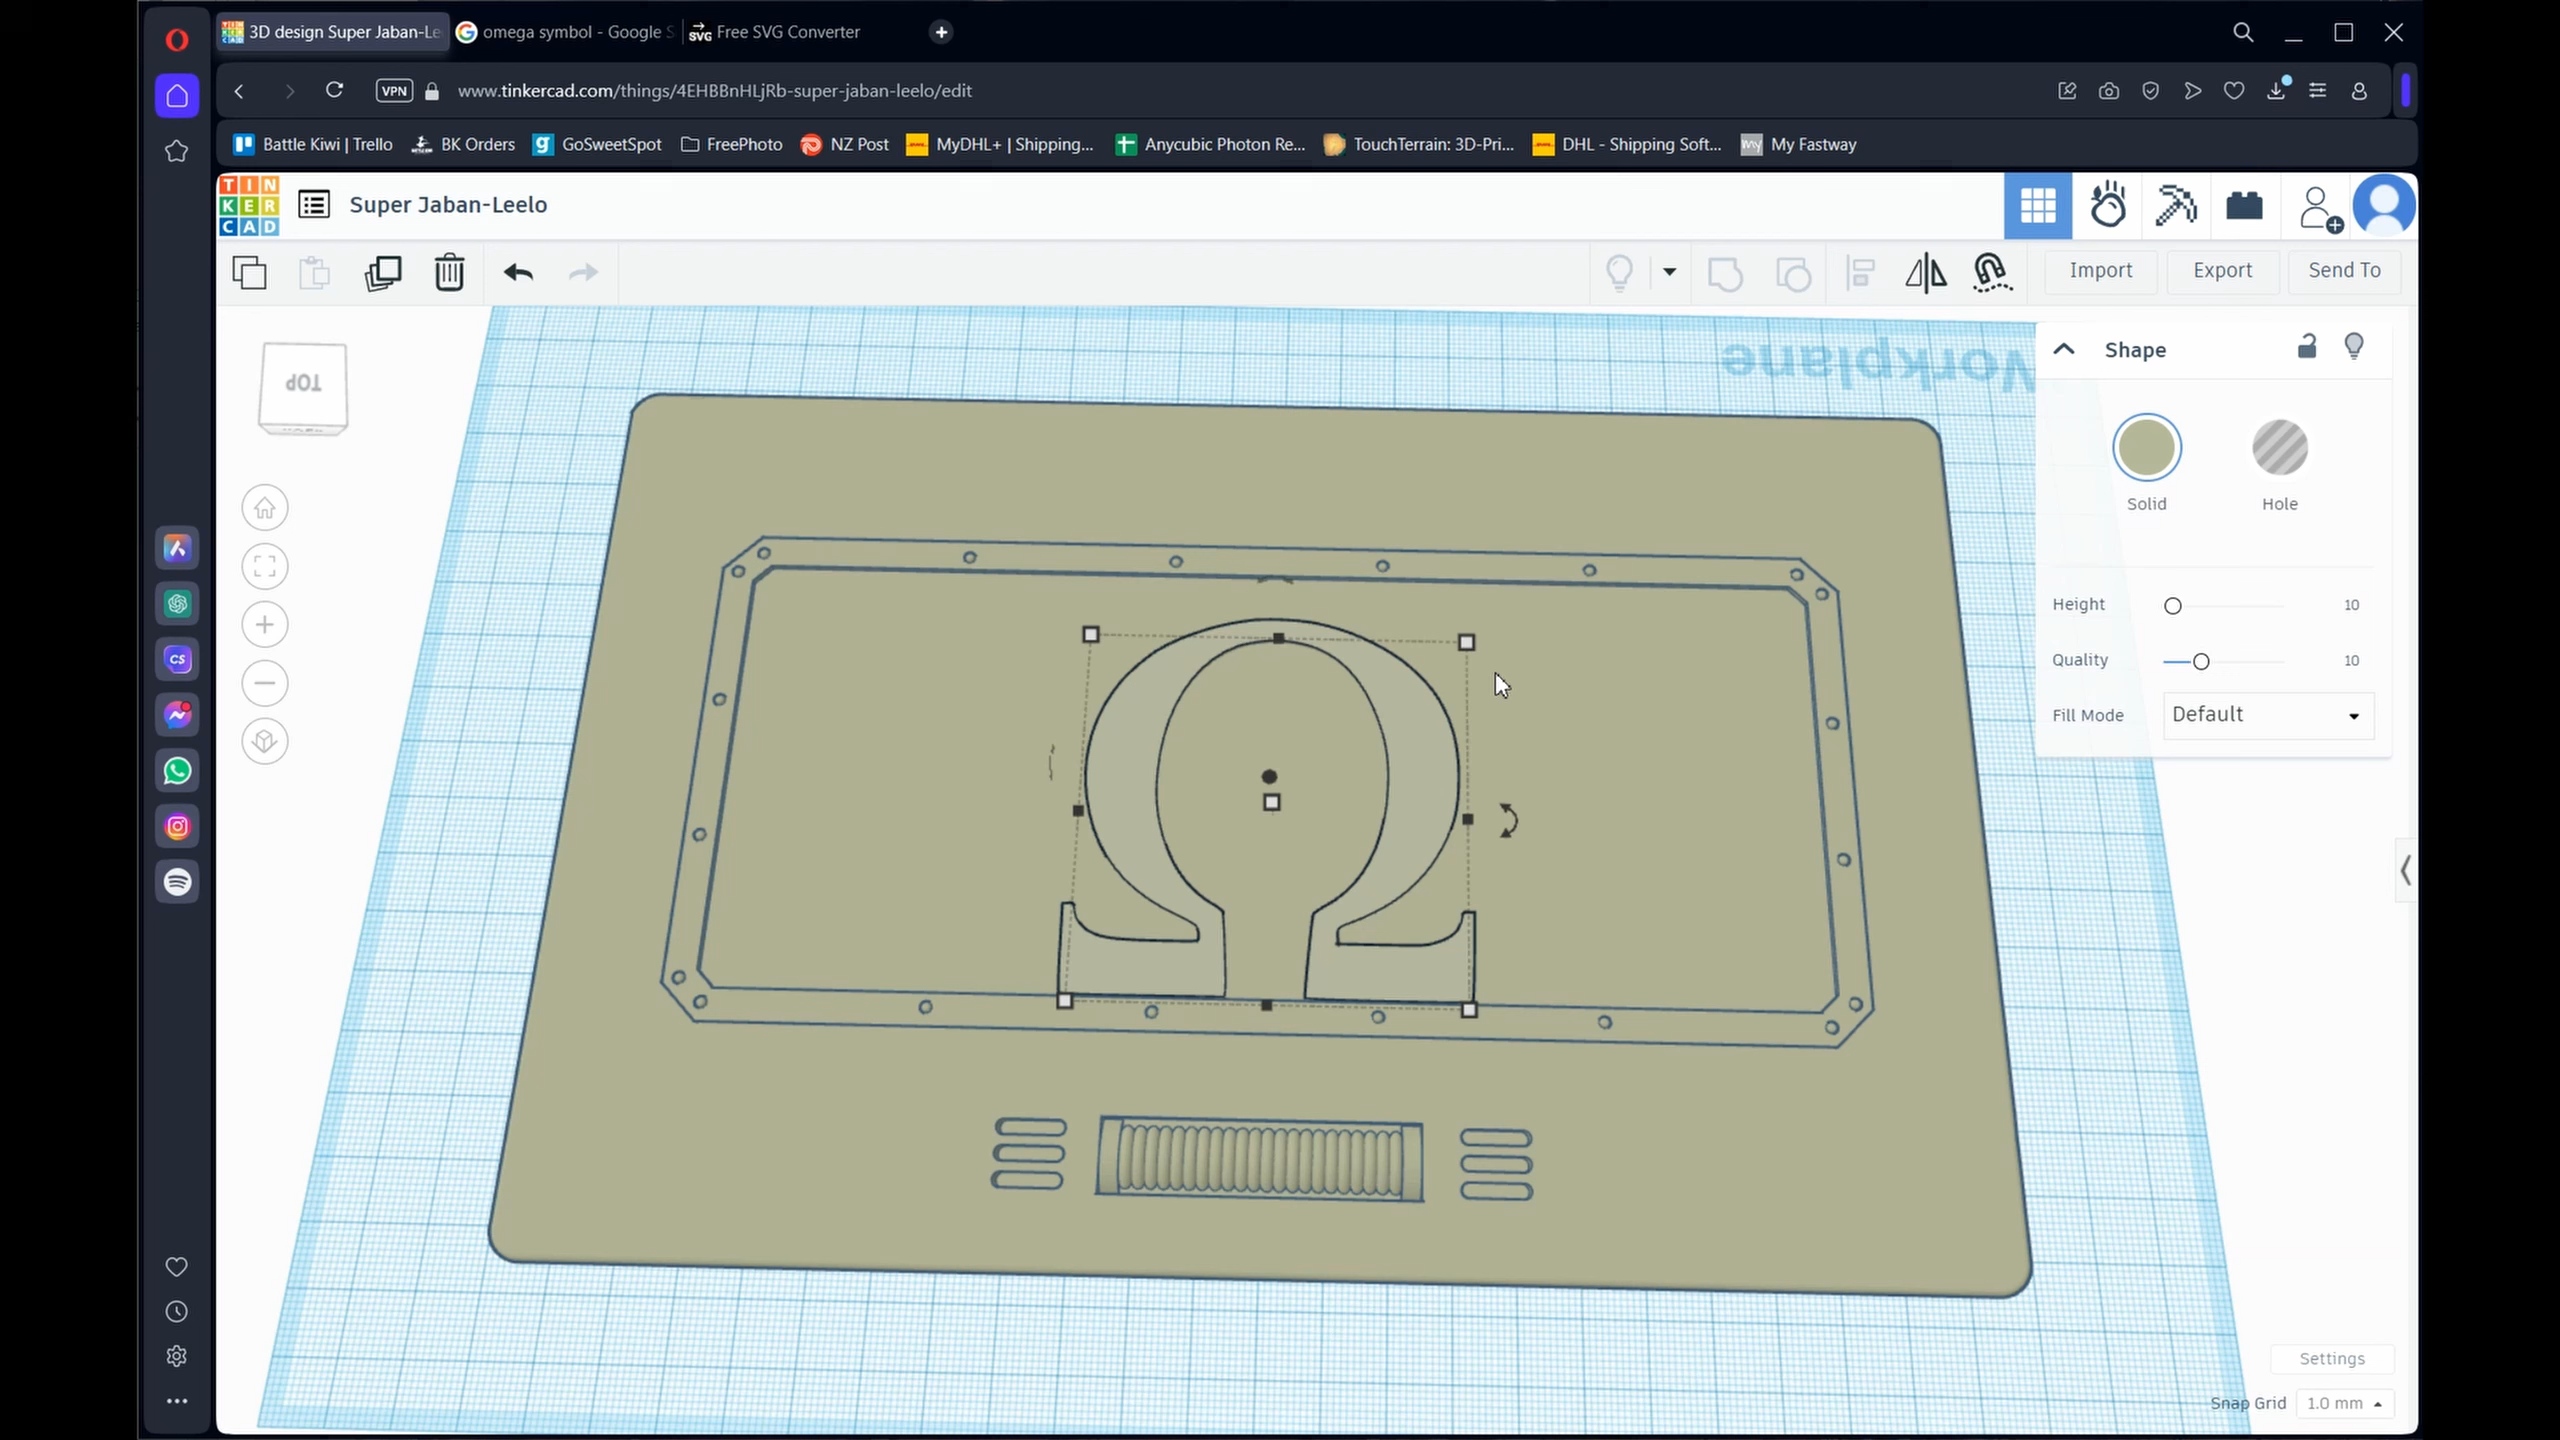 3D design Super Jaban-Le
omega symbol - Google S
SVG Free SVG Converter
VPN www.tinkercad.com/things/4EHBBnHLjRb-super-jaban-leelo/edit
Battle Kiwi | Trello BK Orders GoSweetSpot FreePhoto NZ Post MyDHL+ | Shipping... Anycubic Photon Re... TouchTerrain: 3D-Pri... DHL - Shipping Soft... My Fastway
TIN
KER
CAD
Super Jaban-Leelo
Import Export Send To
Workplane
TOP
Shape
Solid Hole
Height 10
Quality 10
Fill Mode Default
CS
Ω
Settings
Snap Grid 1.0 mm